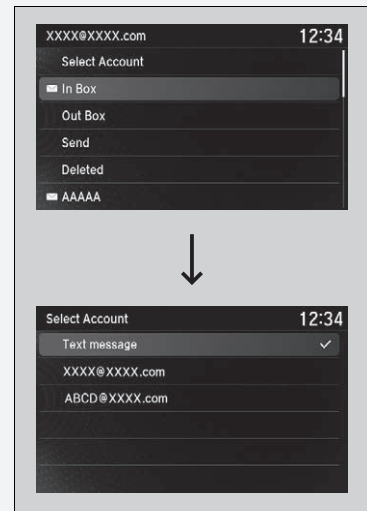 XXXX@XXXX.com 12:34
Select Account
In Box
Out Box
Send
Deleted
AAAAA
Select Account 12:34
Text message
XXXX@XXXX.com
ABCD@XXXX.com